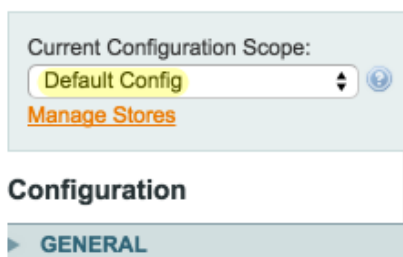 Current Configuration Scope:
Default Config
Manage Stores
Configuration
GENERAL